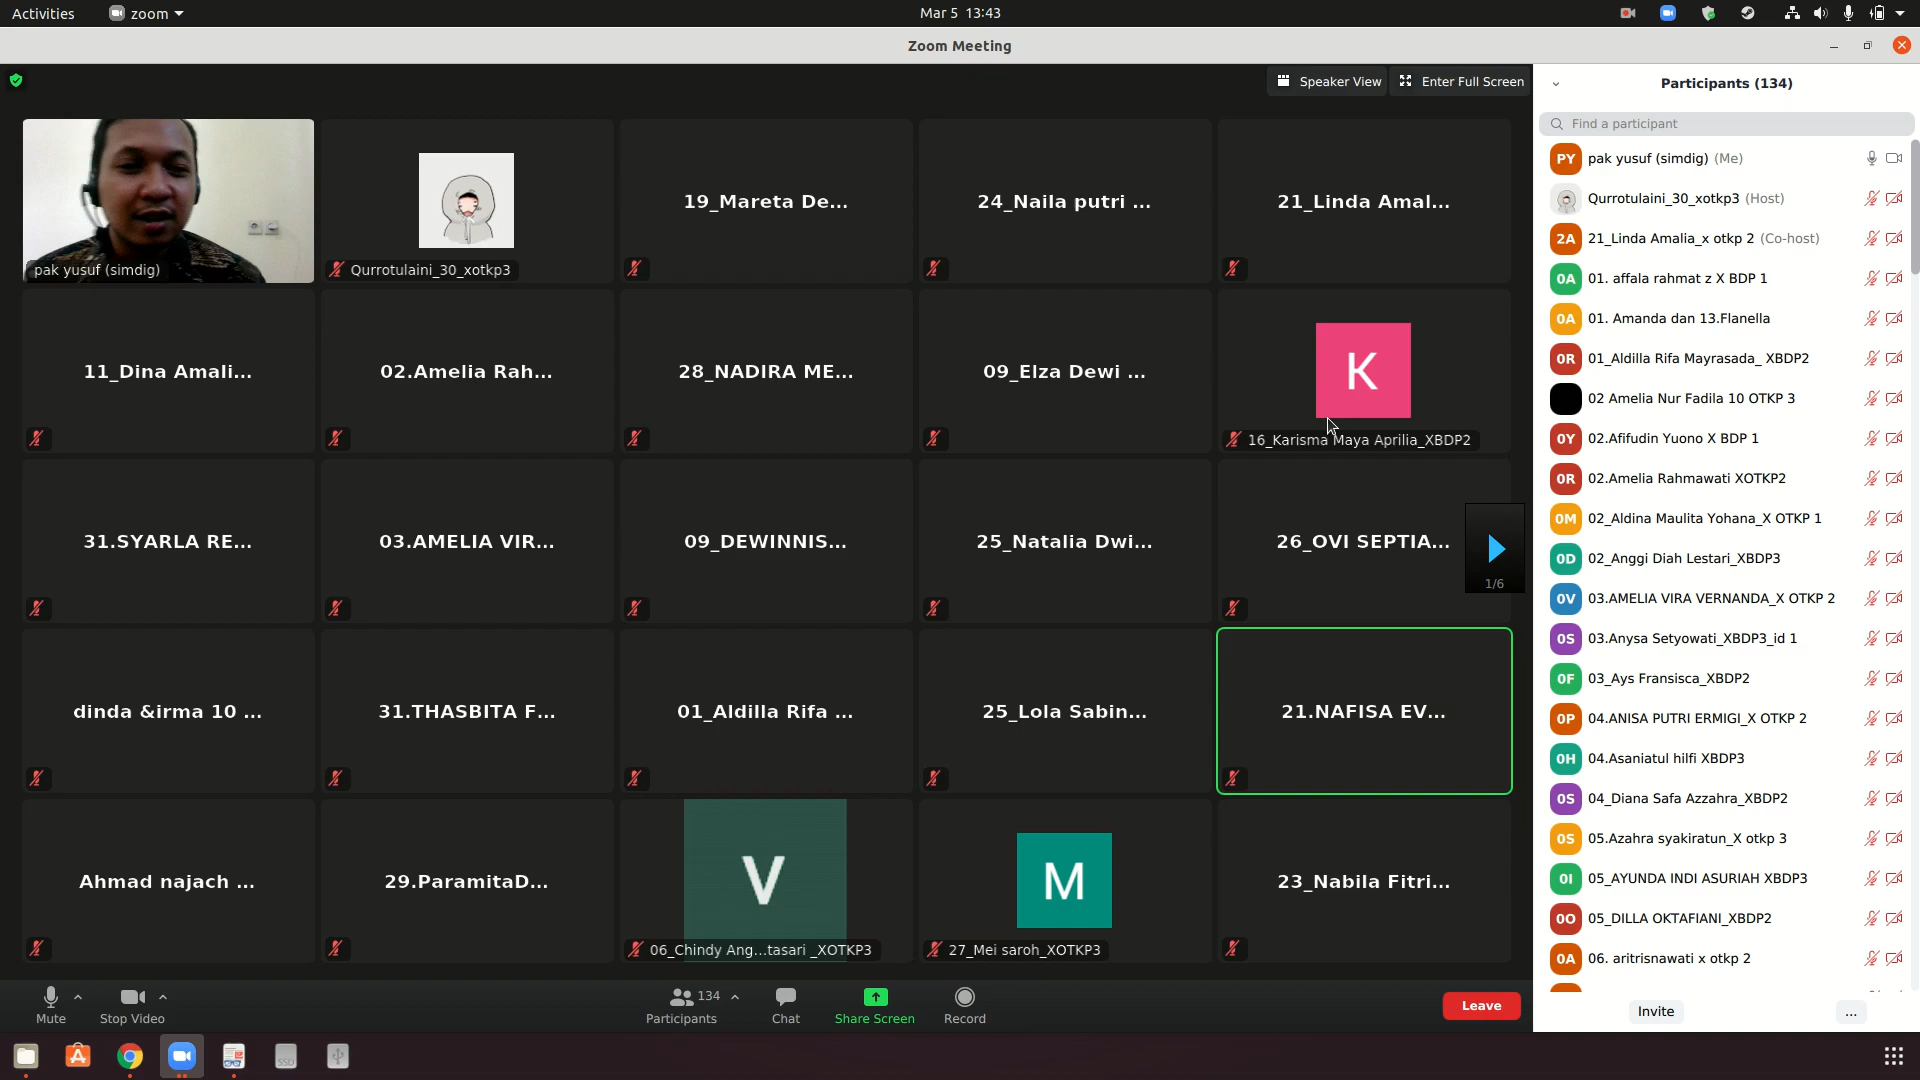 Activities
zoom
Mar 5 13:43
Zoom Meeting
Speaker View
Enter Full Screen
pak yusuf (simdig)
Qurrotulaini_30_xotkp3
19_Mareta De...
24_Naila putri ...
21_Linda Amal...
11_Dina Amali...
02.Amelia Rah...
28_NADIRA ME...
09_Elza Dewi ...
K
16_Karisma Maya Aprilia_XBDP2
31.SYARLA RE...
03.AMELIA VIR...
09_DEWINNIS...
25_Natalia Dwi...
26_OVI SEPTIA...
1/6
dinda &irma 10 ...
31.THASBITA F...
01_Aldilla Rifa ...
25_Lola Sabin...
21.NAFISA EV...
Ahmad najach ...
29.ParamitaD...
V
06_Chindy Ang...tasari _XOTKP3
M
27_Mei saroh_XOTKP3
23_Nabila Fitri...
Participants (134)
Find a participant
PY pak yusuf (simdig) (Me)
Qurrotulaini_30_xotkp3 (Host)
2A 21_Linda Amalia_x otkp 2 (Co-host)
0A 01. affala rahmat z X BDP 1
0A 01. Amanda dan 13.Flanella
0R 01_Aldilla Rifa Mayrasada_ XBDP2
02 Amelia Nur Fadila 10 OTKP 3
0Y 02.Afifudin Yuono X BDP 1
0R 02.Amelia Rahmawati XOTKP2
0M 02_Aldina Maulita Yohana_X OTKP 1
0D 02_Anggi Diah Lestari_XBDP3
0V 03.AMELIA VIRA VERNANDA_X OTKP 2
0S 03.Anysa Setyowati_XBDP3_id 1
0F 03_Ays Fransisca_XBDP2
0P 04.ANISA PUTRI ERMIGI_X OTKP 2
0H 04.Asaniatul hilfi XBDP3
0S 04_Diana Safa Azzahra_XBDP2
0S 05.Azahra syakiratun_X otkp 3
0I 05_AYUNDA INDI ASURIAH XBDP3
0O 05_DILLA OKTAFIANI_XBDP2
0A 06. aritrisnawati x otkp 2
Invite
...
Mute
Stop Video
134
Participants
Chat
Share Screen
Record
Leave
SSD